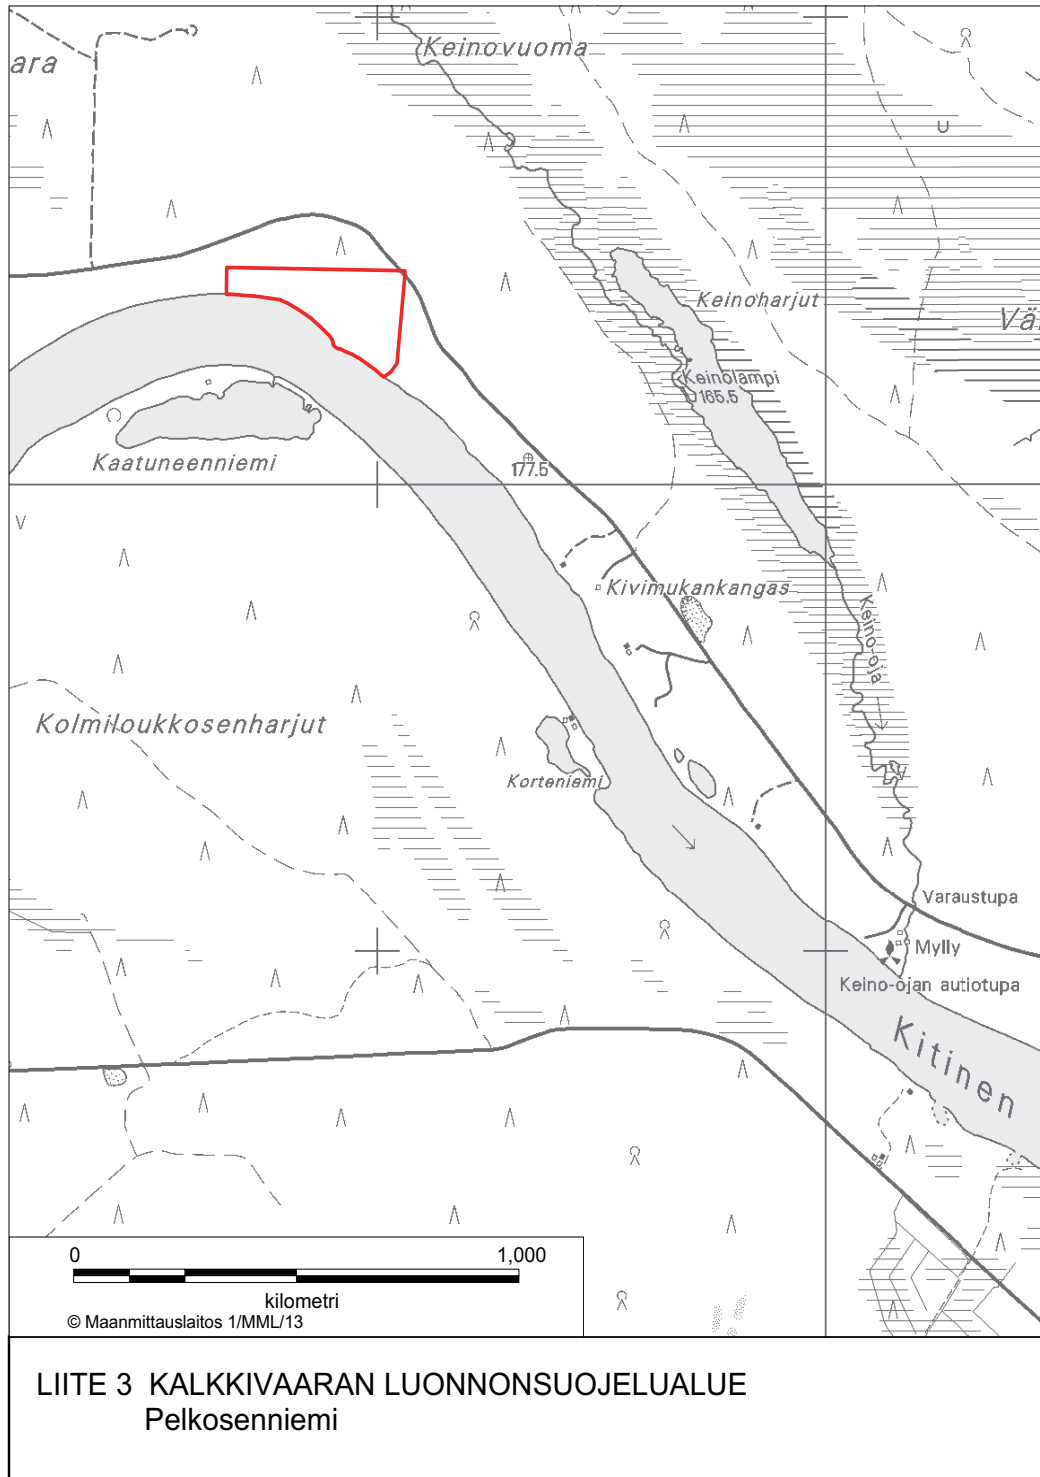 Keinovuoma
ara
U
Keinoharjut
Vä
Keinolampi
165.5
Kaatuneenniemi
177.5
Kivimukankangas
Keino-oja
Kolmiloukkosenharjut
Korteniemi
Varaustupa
Mylly
Keino-ojan autiotupa
Kitinen
0 1,000
kilometri
© Maanmittauslaitos 1/MML/13
LIITE 3 KALKKIVAARAN LUONNONSUOJELUALUE
Pelkosenniemi